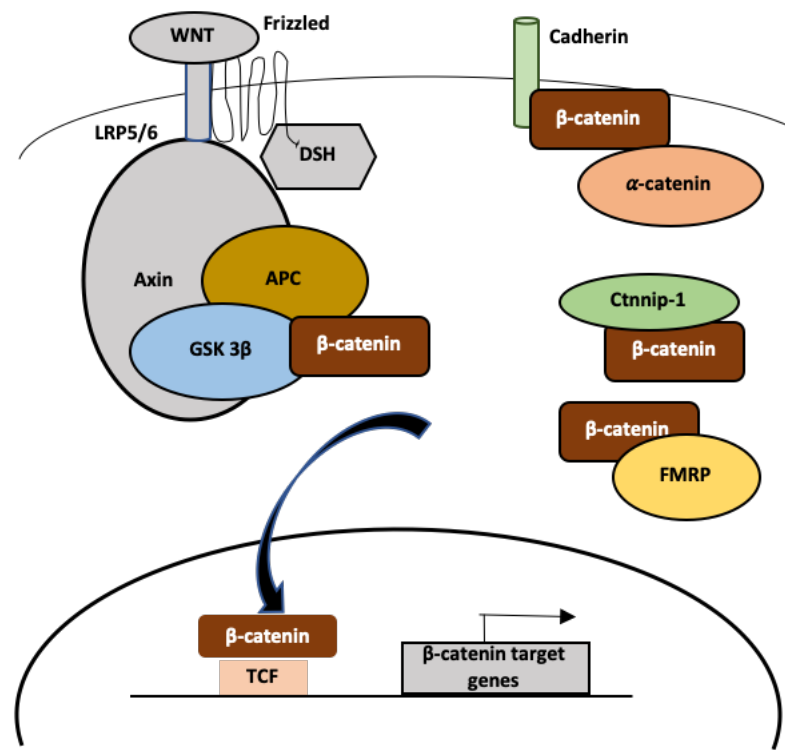 WNT
Frizzled
LRP5/6
DSH
Axin
APC
GSK 3β
β-catenin
Cadherin
β-catenin
α-catenin
Ctnnip-1
β-catenin
β-catenin
FMRP
β-catenin
TCF
β-catenin target
genes